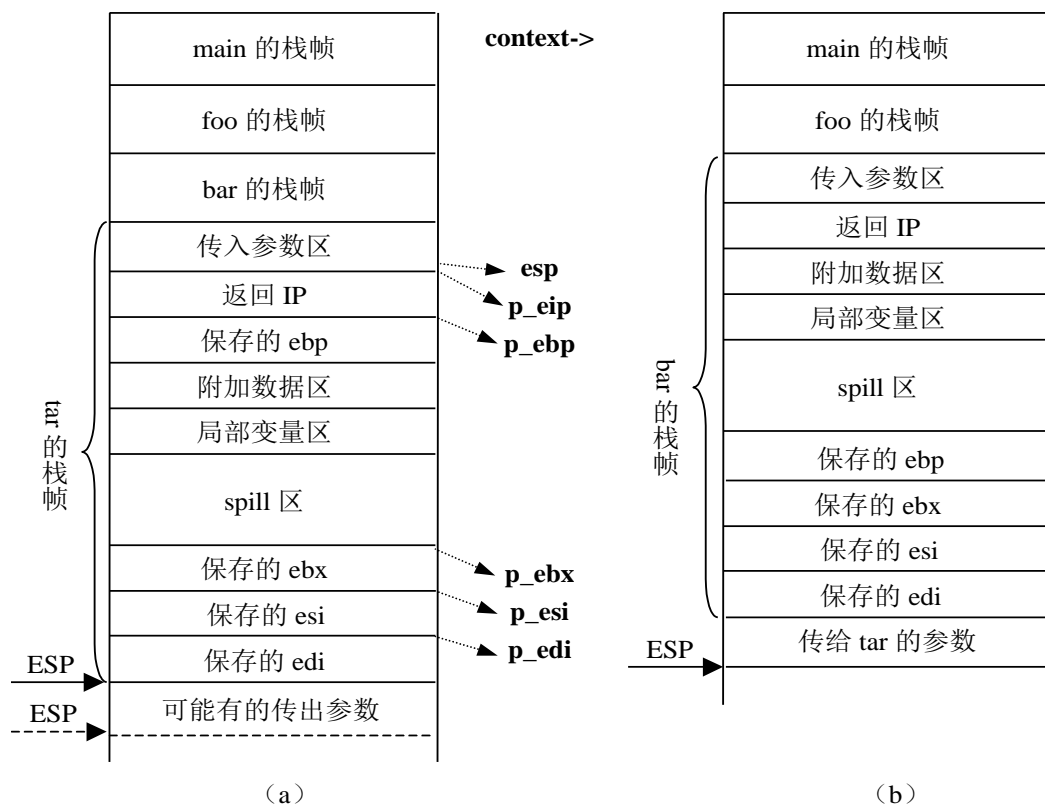 main 的栈帧
foo 的栈帧
bar 的栈帧
传入参数区
返回 IP
保存的 ebp
附加数据区
局部变量区
spill 区
保存的 ebx
保存的 esi
保存的 edi
可能有的传出参数
tar 的栈帧
ESP
ESP
(a)
context->
esp
p_eip
p_ebp
p_ebx
p_esi
p_edi
main 的栈帧
foo 的栈帧
传入参数区
返回 IP
附加数据区
局部变量区
spill 区
保存的 ebp
保存的 ebx
保存的 esi
保存的 edi
传给 tar 的参数
bar 的栈帧
ESP
(b)